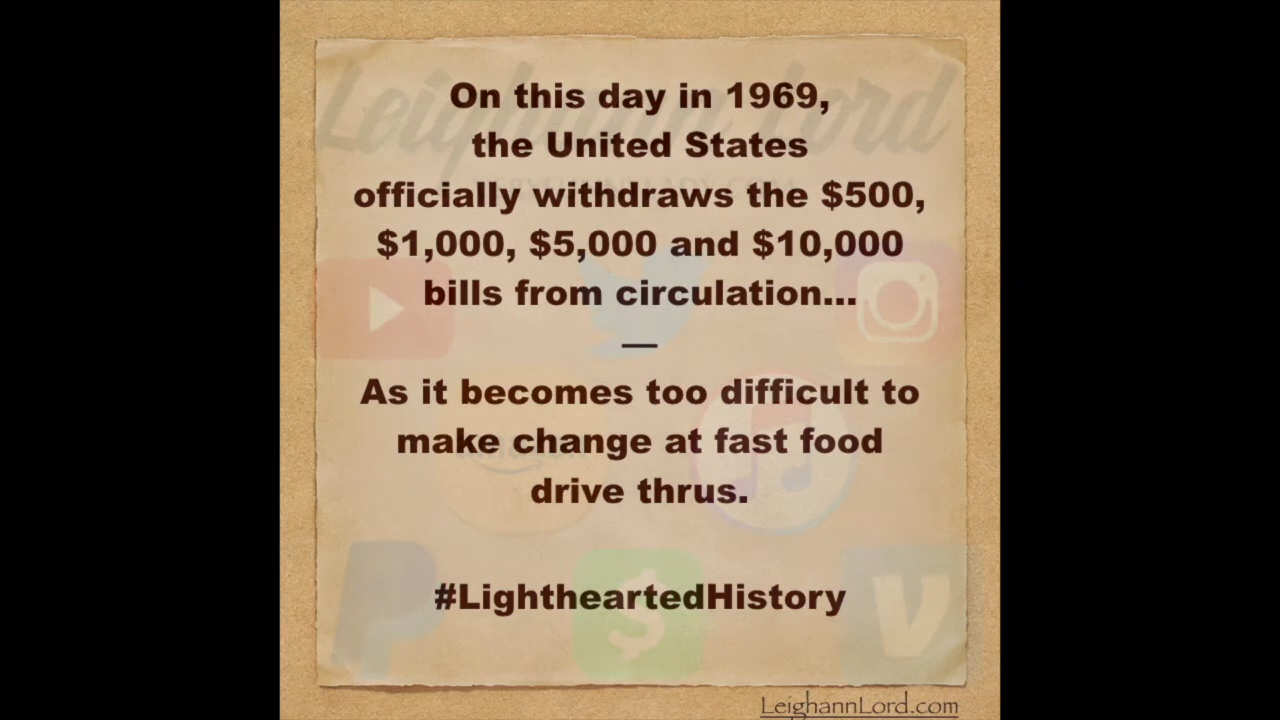 Leighann Lord
On this day in 1969,
the United States
officially withdraws the $500,
$1,000, $5,000 and $10,000
bills from circulation...
—
As it becomes too difficult to
make change at fast food
drive thrus.
#LightheartedHistory
LeighannLord.com